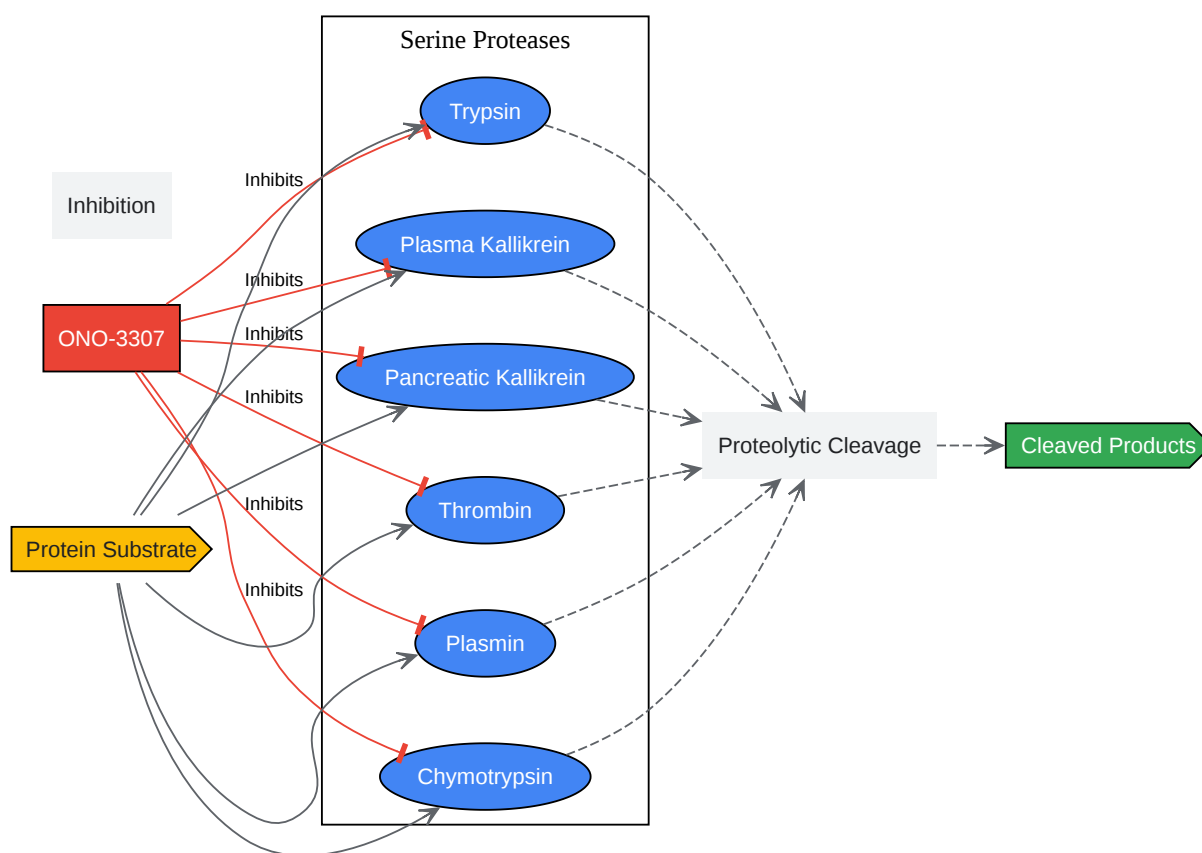 Serine Proteases
Trypsin
Inhibits
Inhibition
Plasma Kallikrein
Inhibits
ONO-3307
Inhibits
Pancreatic Kallikrein
Inhibits
Proteolytic Cleavage
Cleaved Products
Inhibits
Thrombin
Protein Substrate
Inhibits
Plasmin
Chymotrypsin